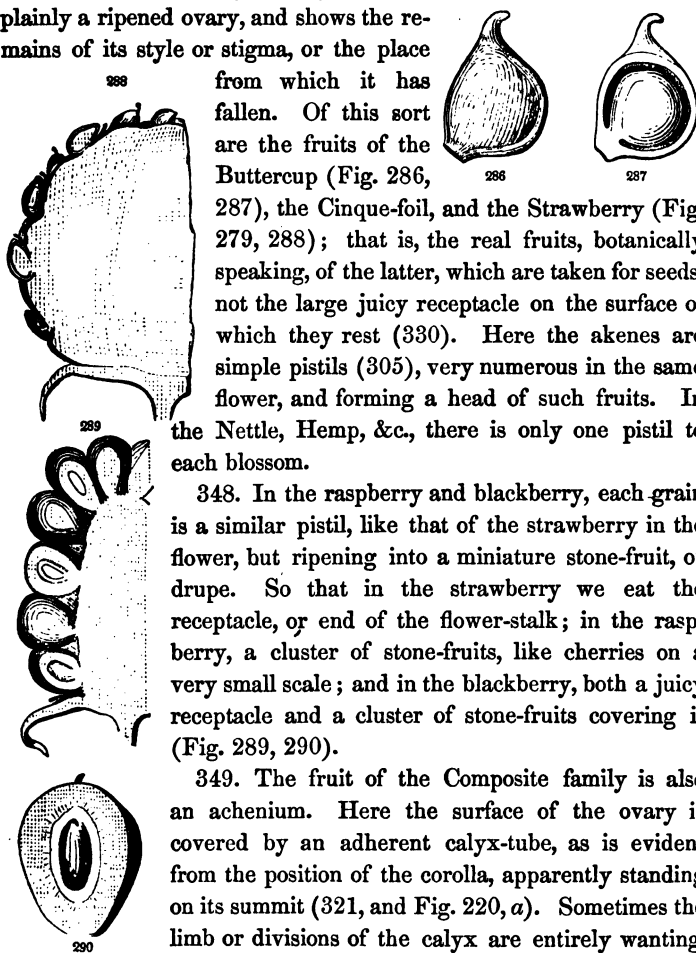 plainly a ripened ovary, and shows the re-
mains of its style or stigma, or the place
288
from which it has
fallen. Of this sort
are the fruits of the
Buttercup (Fig. 286,
286
287
287), the Cinque-foil, and the Strawberry (Fig
279, 288); that is, the real fruits, botanically
speaking, of the latter, which are taken for seeds
not the large juicy receptacle on the surface o
which they rest (330). Here the akenes are
simple pistils (305), very numerous in the same
flower, and forming a head of such fruits. In
289
the Nettle, Hemp, &c., there is only one pistil t
each blossom.
348. In the raspberry and blackberry, each grain
is a similar pistil, like that of the strawberry in the
flower, but ripening into a miniature stone-fruit, o
drupe. So that in the strawberry we eat the
receptacle, or end of the flower-stalk; in the rasp
berry, a cluster of stone-fruits, like cherries on a
very small scale; and in the blackberry, both a juicy
receptacle and a cluster of stone-fruits covering i
(Fig. 289, 290).
349. The fruit of the Composite family is also
an achenium. Here the surface of the ovary i
covered by an adherent calyx-tube, as is eviden
from the position of the corolla, apparently standing
on its summit (321, and Fig. 220, a). Sometimes the
limb or divisions of the calyx are entirely wanting
290